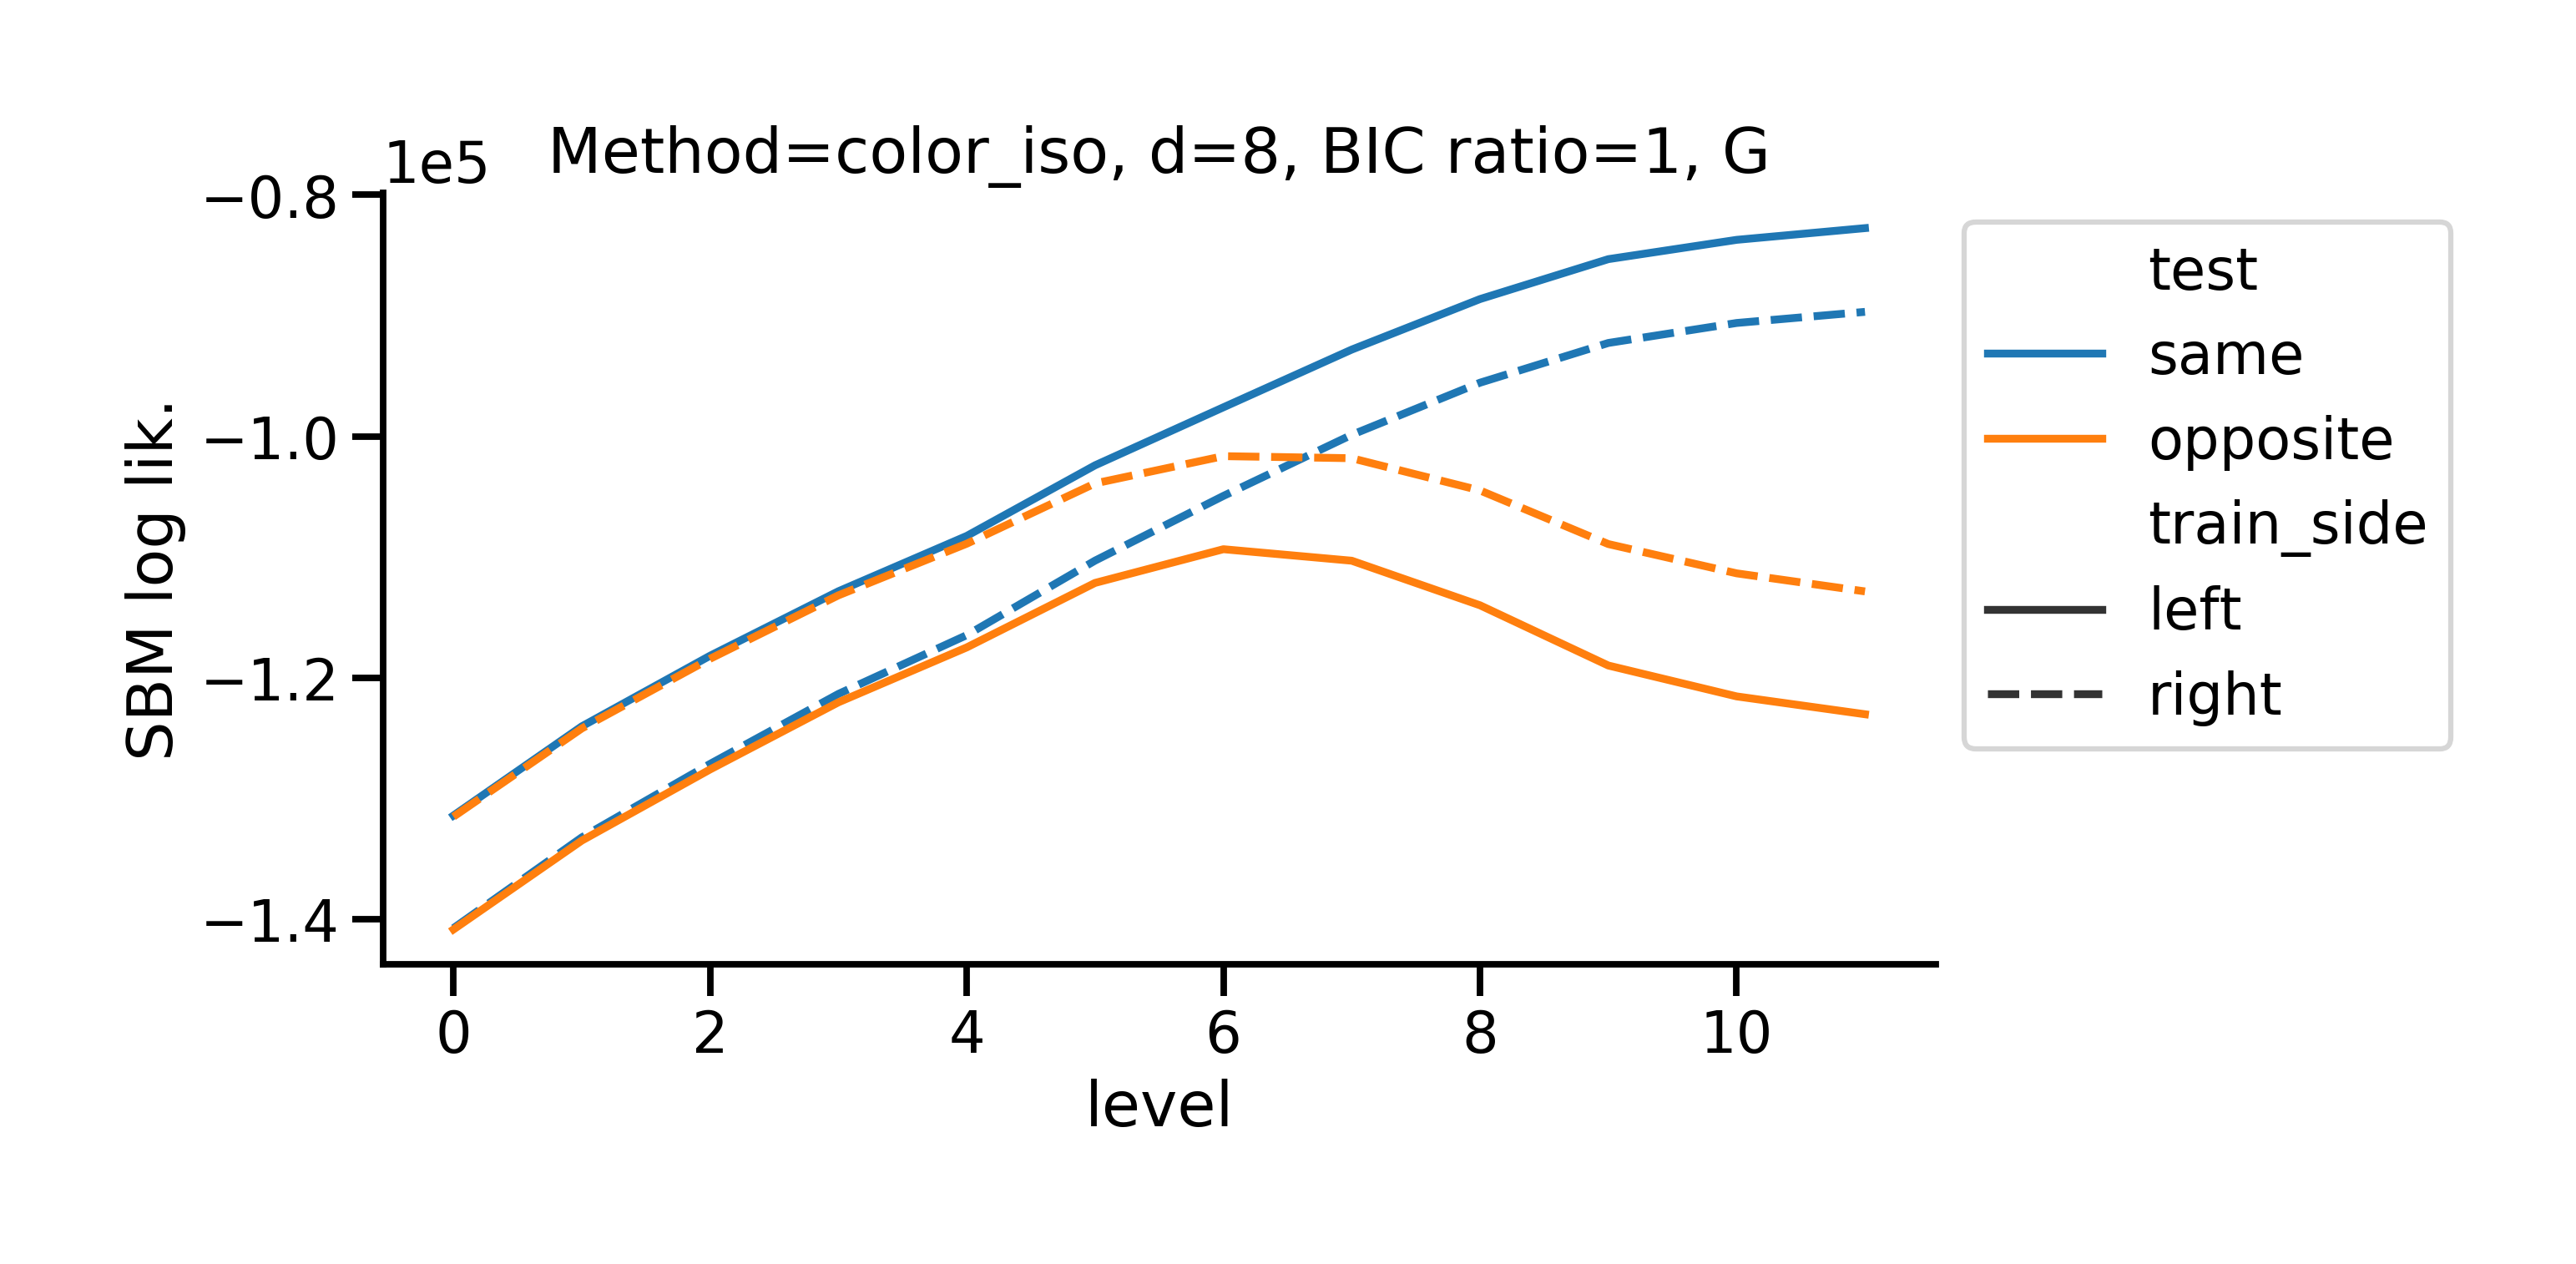 Method=color_iso, d=8, BIC ratio=1, G
1e5
−0.8
−1.0
−1.2
−1.4
SBM log lik.
0 2 4 6 8 10
level
test
same
opposite
train_side
left
right